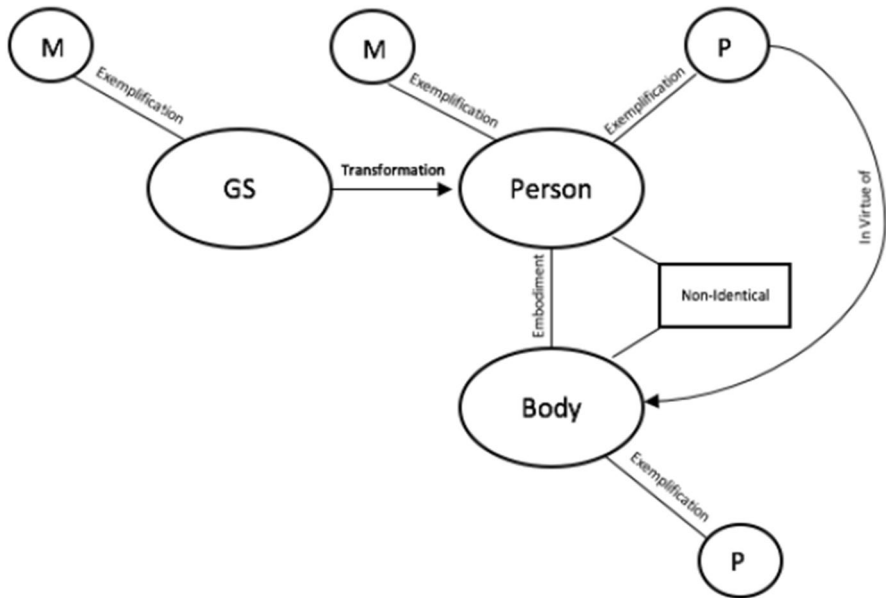 M
M
P
Exemplification
Exemplification
Exemplification
GS
Transformation
Person
In Virtue of
Embodiment
Non-Identical
Body
Exemplification
P